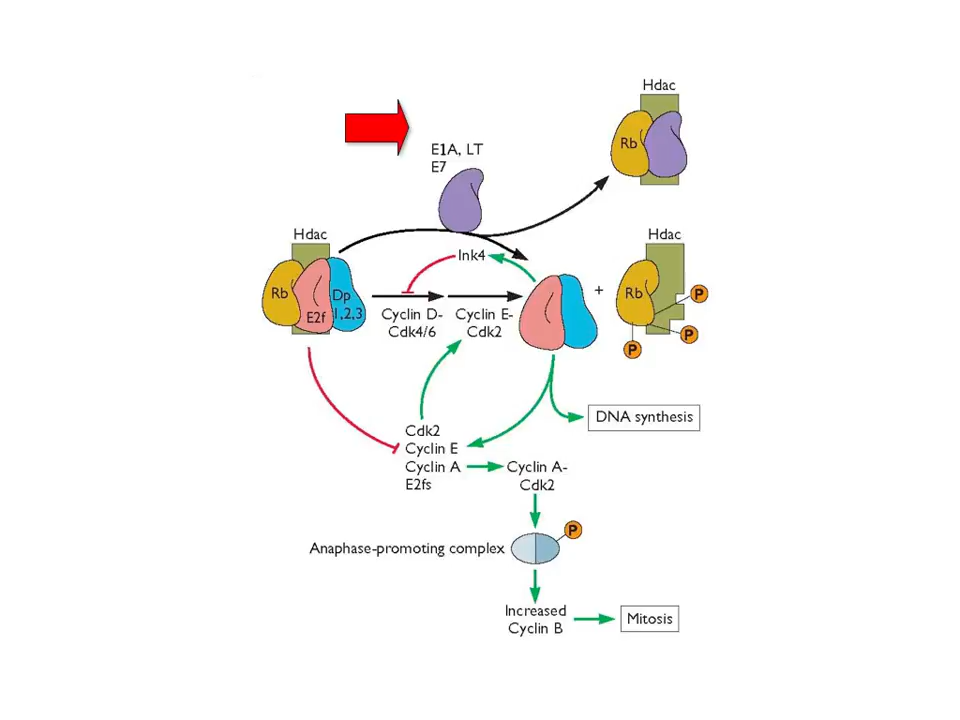 Hdac
Rb
E1A, LT
E7
Hdac
Rb
E2f
Dp
1,2,3
Ink4
Cyclin D-
Cdk4/6
Cyclin E-
Cdk2
+
Hdac
Rb
P
P
P
DNA synthesis
Cdk2
Cyclin E
Cyclin A
E2fs
Cyclin A-
Cdk2
P
Anaphase-promoting complex
Increased
Cyclin B
Mitosis